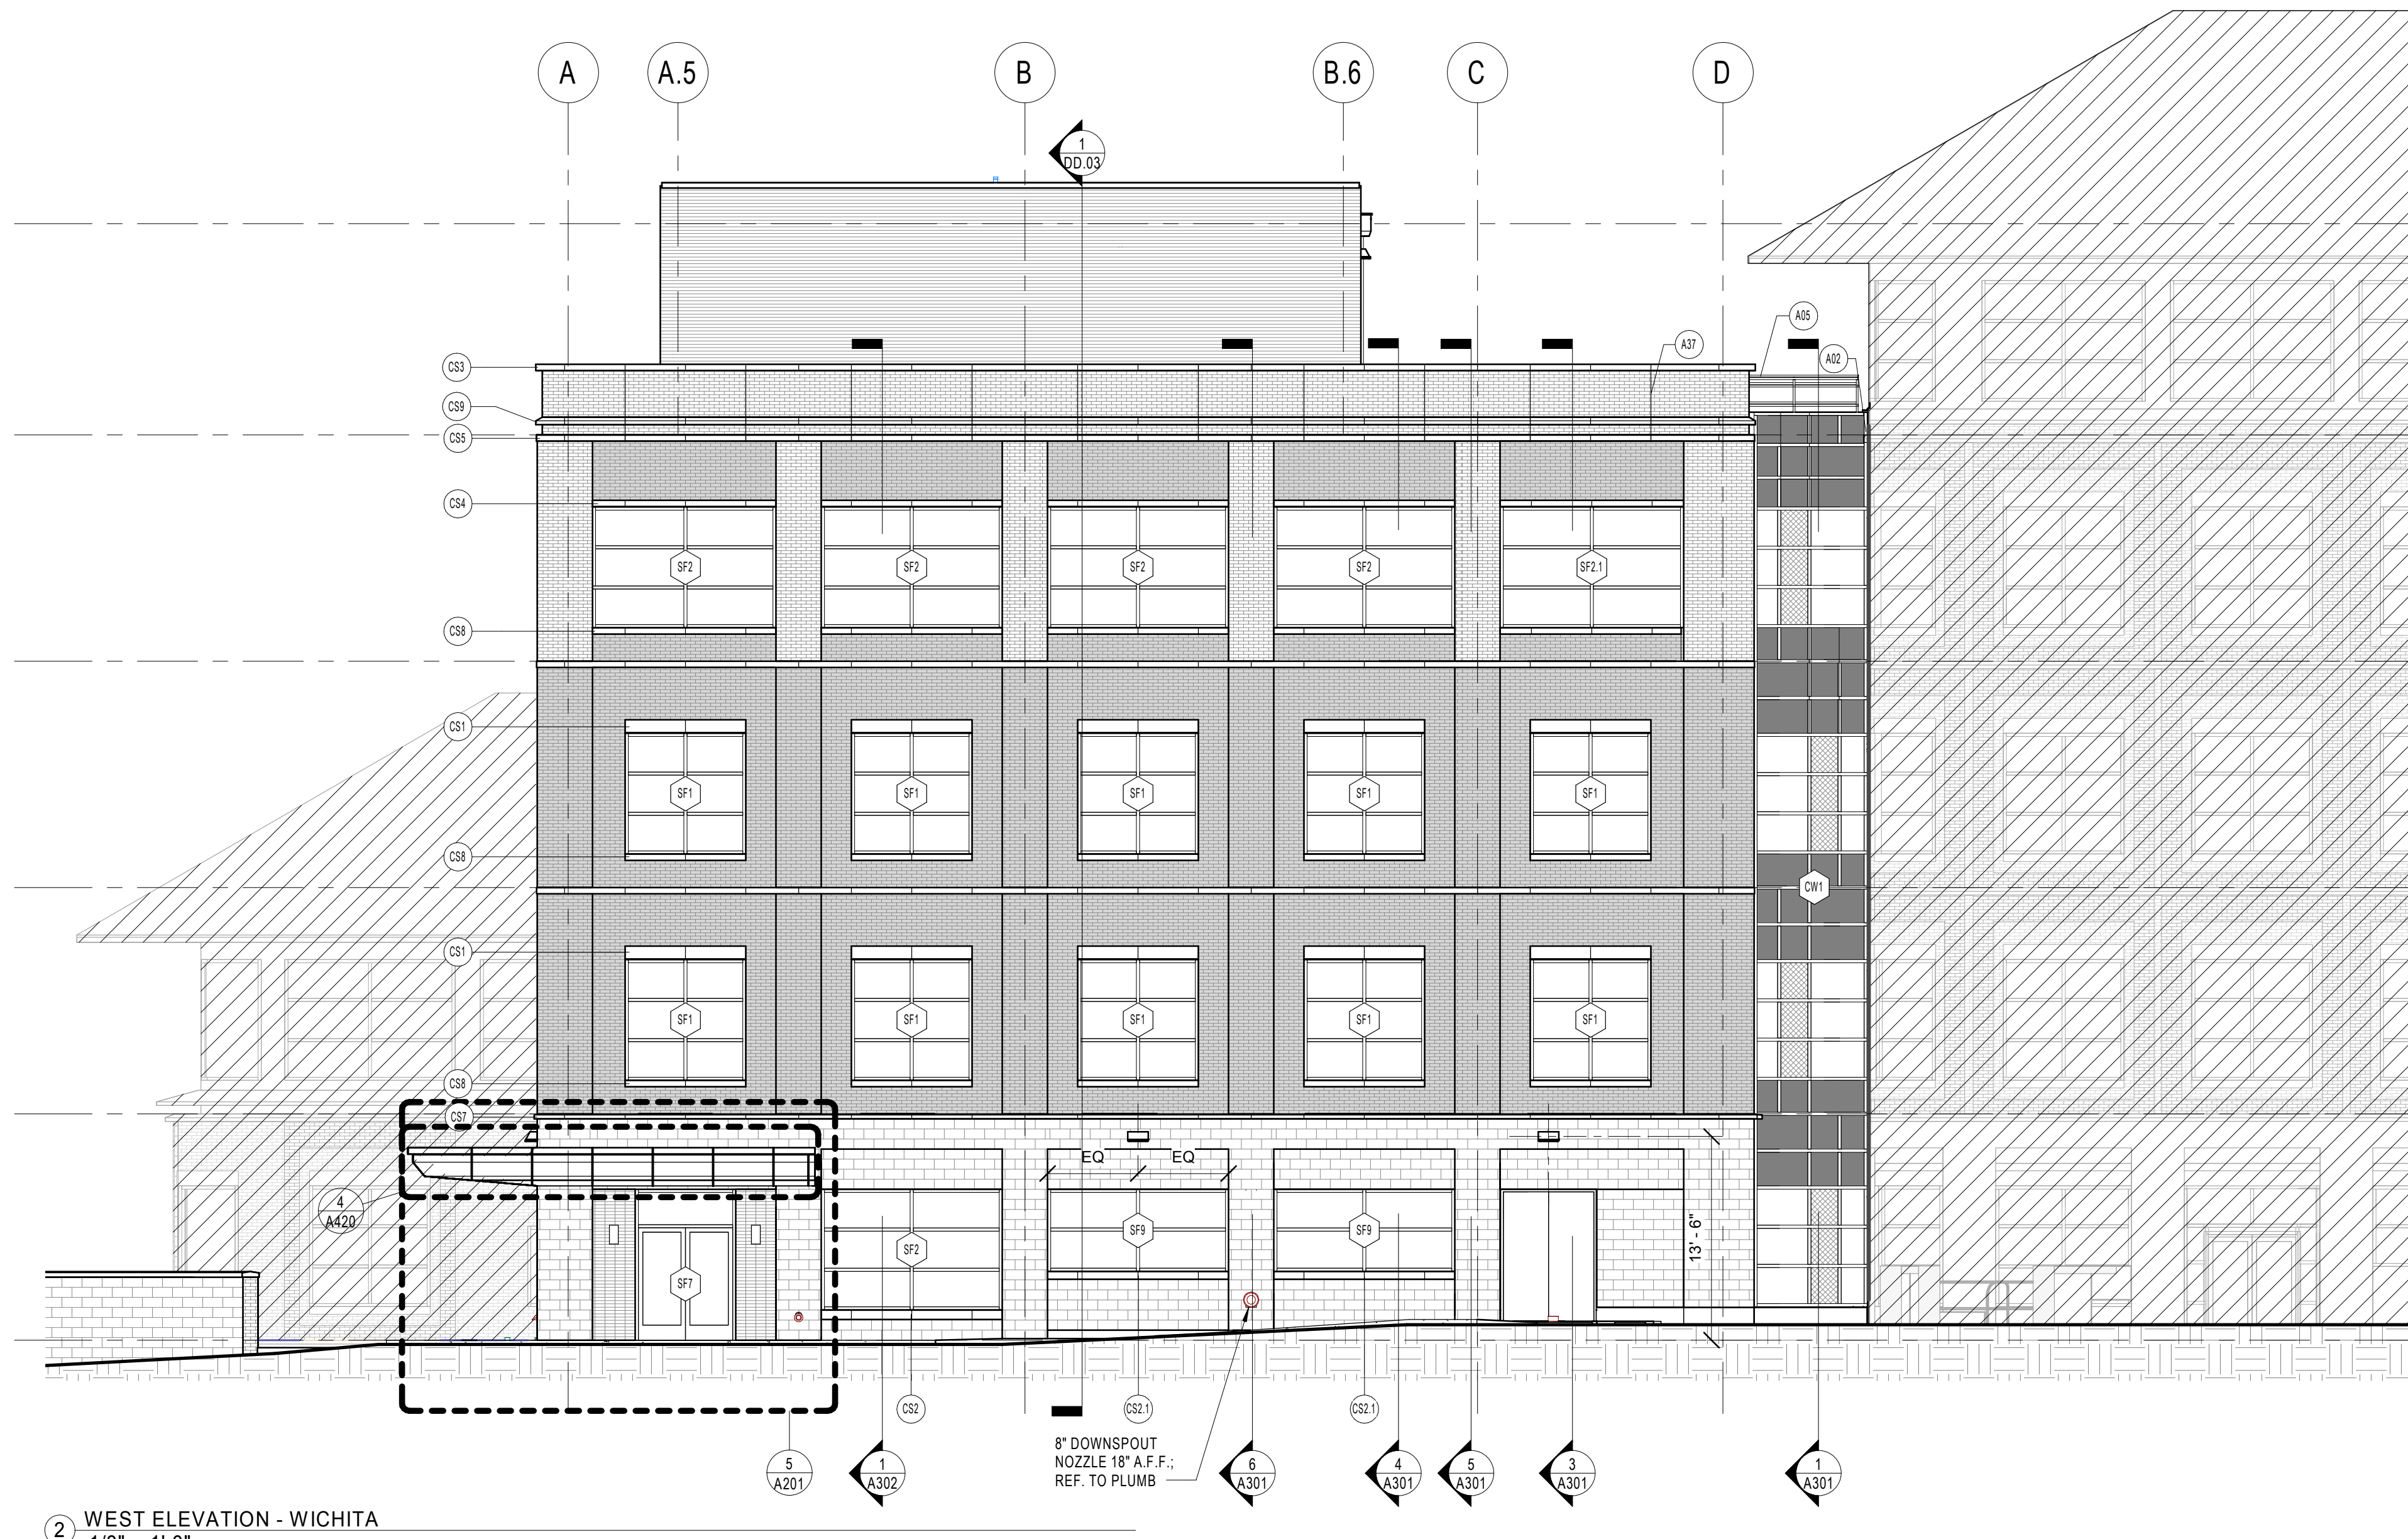 A
A.5
B
B.6
C
D
1
DD.03
A05
A37
A02
CS3
CS9
CS5
CS4
SF2
SF2
SF2
SF2
SF2.1
CS8
CS1
SF1
SF1
SF1
SF1
SF1
CS8
CW1
CS1
SF1
SF1
SF1
SF1
SF1
CS8
CS7
EQ
EQ
4
A420
SF7
SF2
SF9
SF9
13' - 6"
CS2
CS2.1
CS2.1
8" DOWNSPOUT
NOZZLE 18" A.F.F.;
REF. TO PLUMB
5
A201
1
A302
6
A301
4
A301
5
A301
3
A301
1
A301
2
WEST ELEVATION - WICHITA